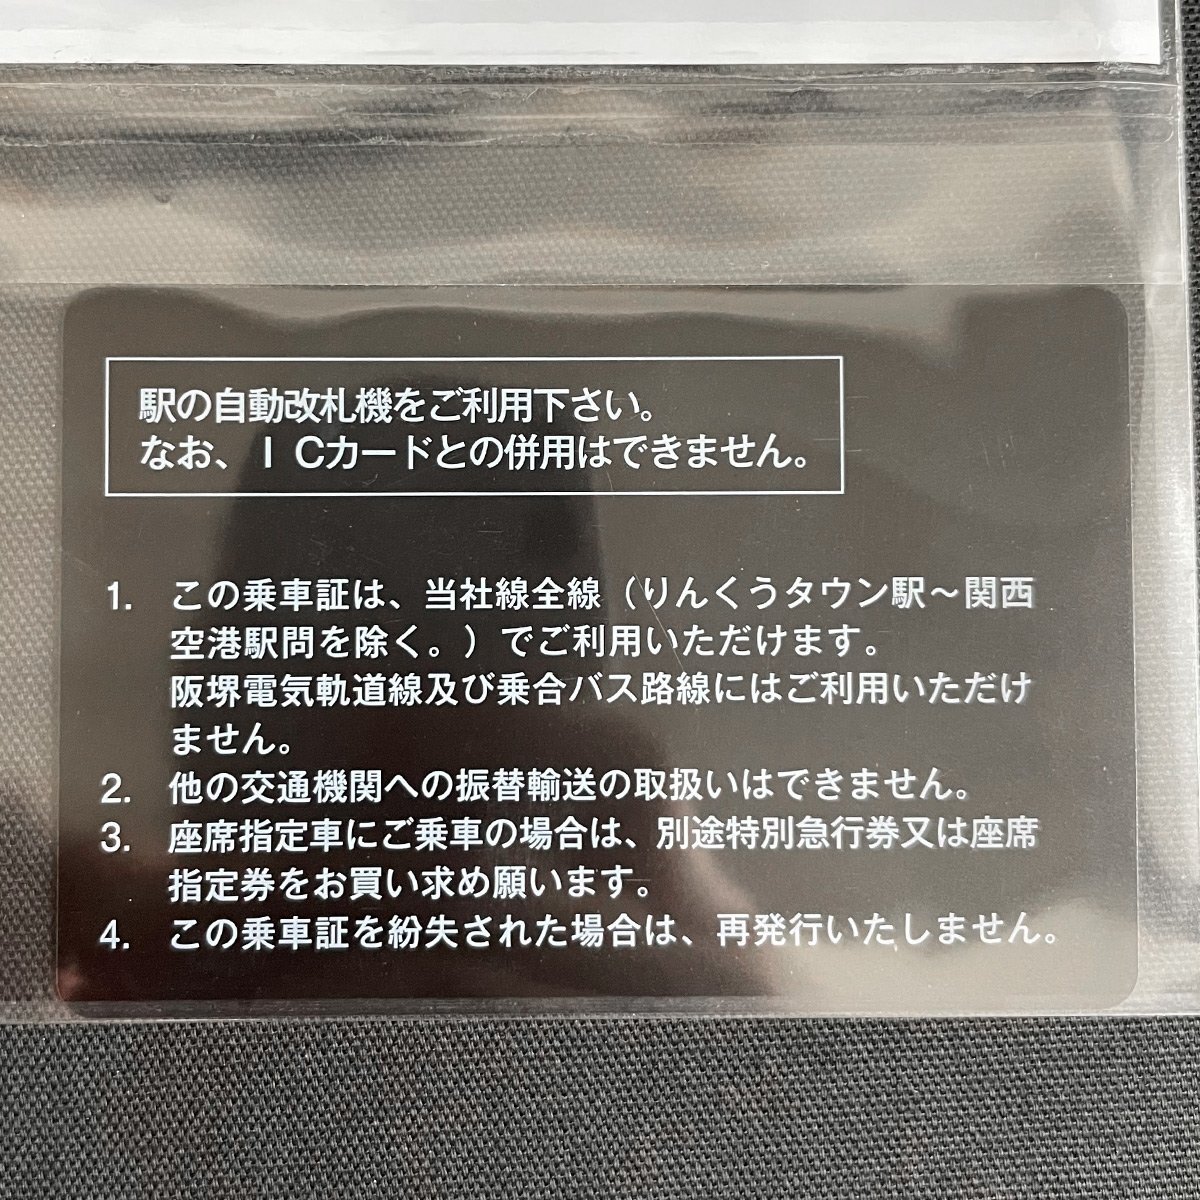 駅の自動改札機をご利用下さい。
なお、ＩCカードとの併用はできません。
1. この乗車証は、当社線全線（りんくうタウン駅～関西
空港駅問を除く。）でご利用いただけます。
阪堺電気軌道線及び乗合バス路線にはご利用いただけ
ません。
2. 他の交通機関への振替輸送の取扱いはできません。
3. 座席指定車にご乗車の場合は、別途特別急行券又は座席
指定券をお買い求め願います。
4. この乗車証を紛失された場合は、再発行いたしません。